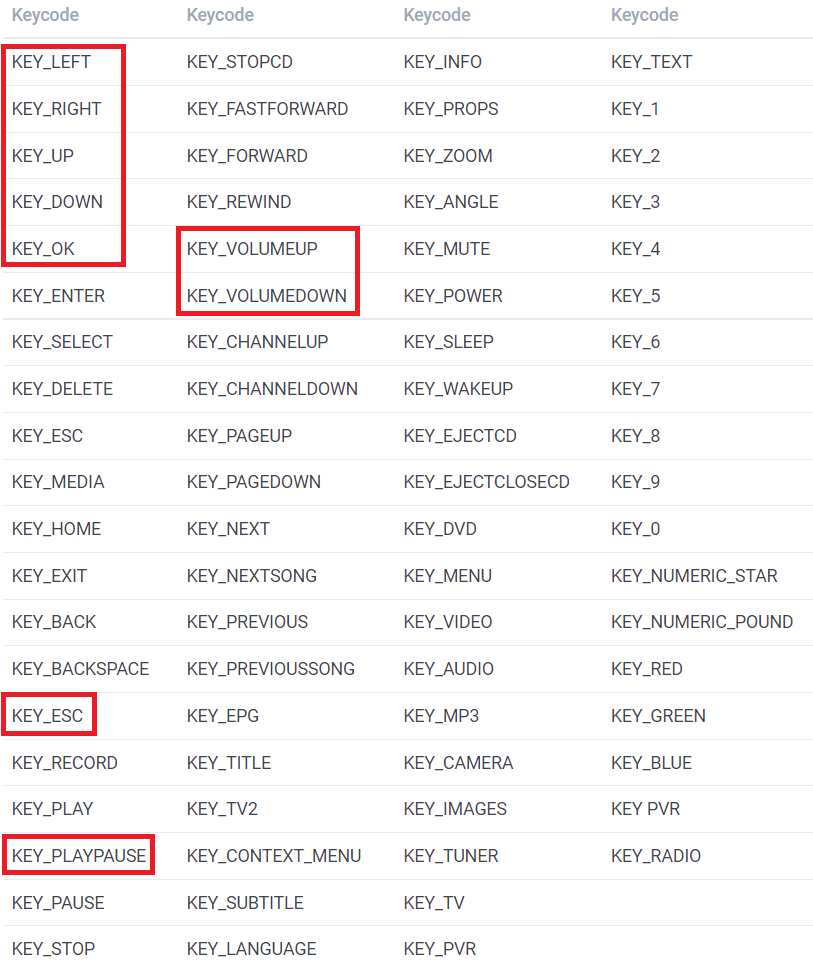 Keycode Keycode Keycode Keycode
KEY_LEFT KEY_STOPCD KEY_INFO KEY_TEXT
KEY_RIGHT KEY_FASTFORWARD KEY_PROPS KEY_1
KEY_UP KEY_FORWARD KEY_ZOOM KEY_2
KEY_DOWN KEY_REWIND KEY_ANGLE KEY_3
KEY_OK KEY_VOLUMEUP KEY_MUTE KEY_4
KEY_ENTER KEY_VOLUMEDOWN KEY_POWER KEY_5
KEY_SELECT KEY_CHANNELUP KEY_SLEEP KEY_6
KEY_DELETE KEY_CHANNELDOWN KEY_WAKEUP KEY_7
KEY_ESC KEY_PAGEUP KEY_EJECTCD KEY_8
KEY_MEDIA KEY_PAGEDOWN KEY_EJECTCLOSECD KEY_9
KEY_HOME KEY_NEXT KEY_DVD KEY_0
KEY_EXIT KEY_NEXTSONG KEY_MENU KEY_NUMERIC_STAR
KEY_BACK KEY_PREVIOUS KEY_VIDEO KEY_NUMERIC_POUND
KEY_BACKSPACE KEY_PREVIOUSSONG KEY_AUDIO KEY_RED
KEY_ESC KEY_EPG KEY_MP3 KEY_GREEN
KEY_RECORD KEY_TITLE KEY_CAMERA KEY_BLUE
KEY_PLAY KEY_TV2 KEY_IMAGES KEY PVR
KEY_PLAYPAUSE KEY_CONTEXT_MENU KEY_TUNER KEY_RADIO
KEY_PAUSE KEY_SUBTITLE KEY_TV
KEY_STOP KEY_LANGUAGE KEY_PVR